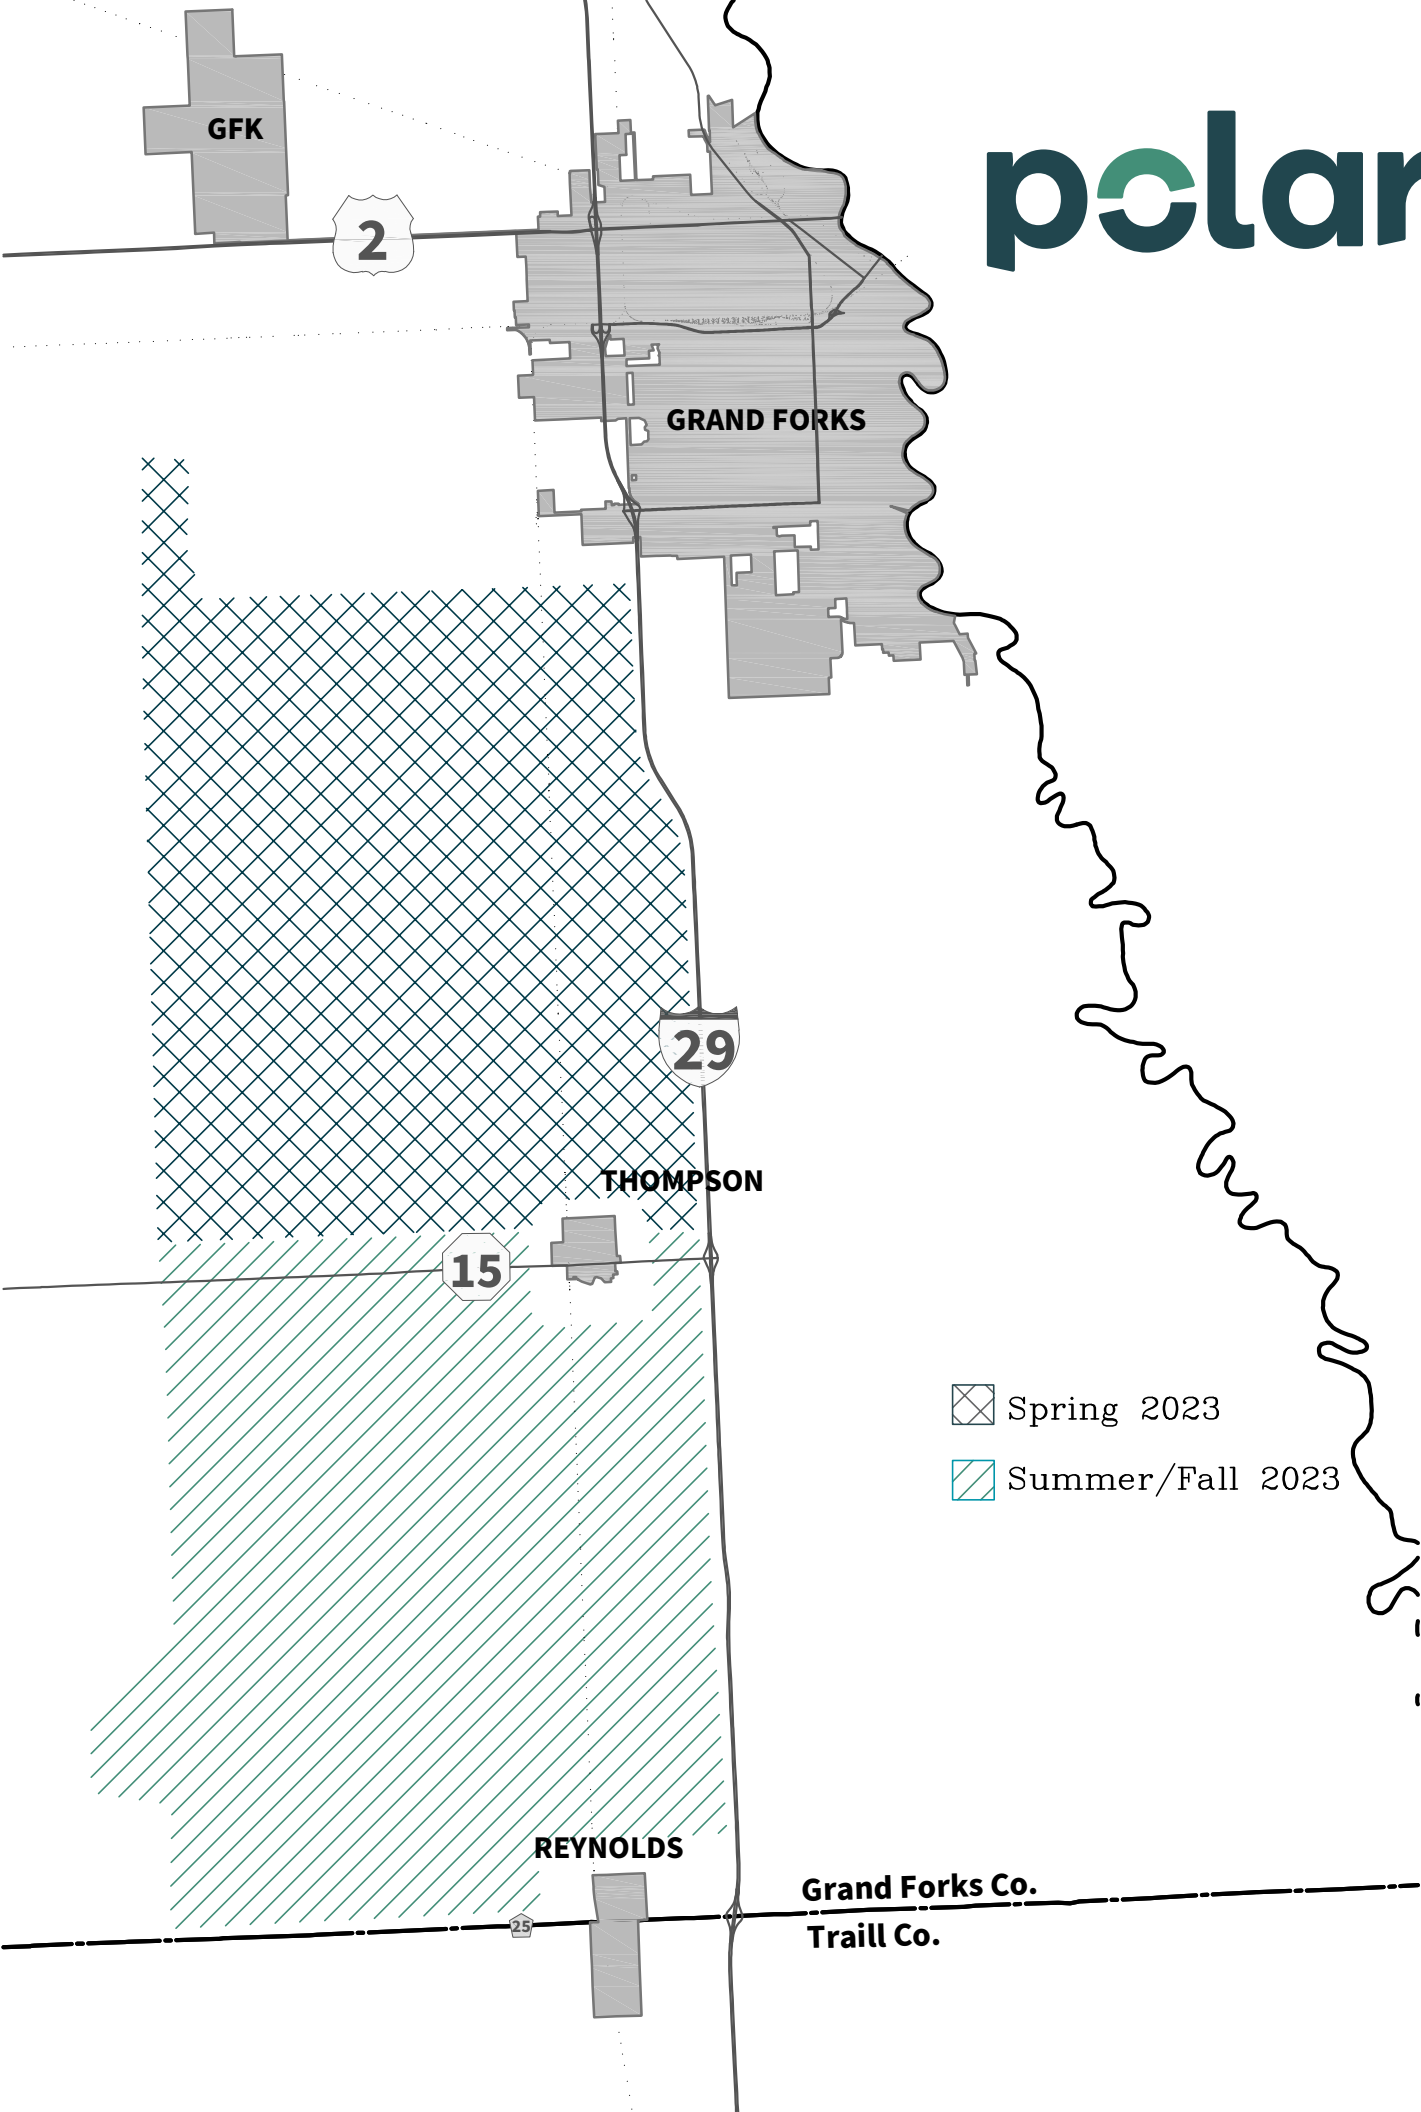 GFK
polar
2
GRAND FORKS
29
THOMPSON
15
Spring 2023
Summer/Fall 2023
REYNOLDS
Grand Forks Co.
25
Traill Co.